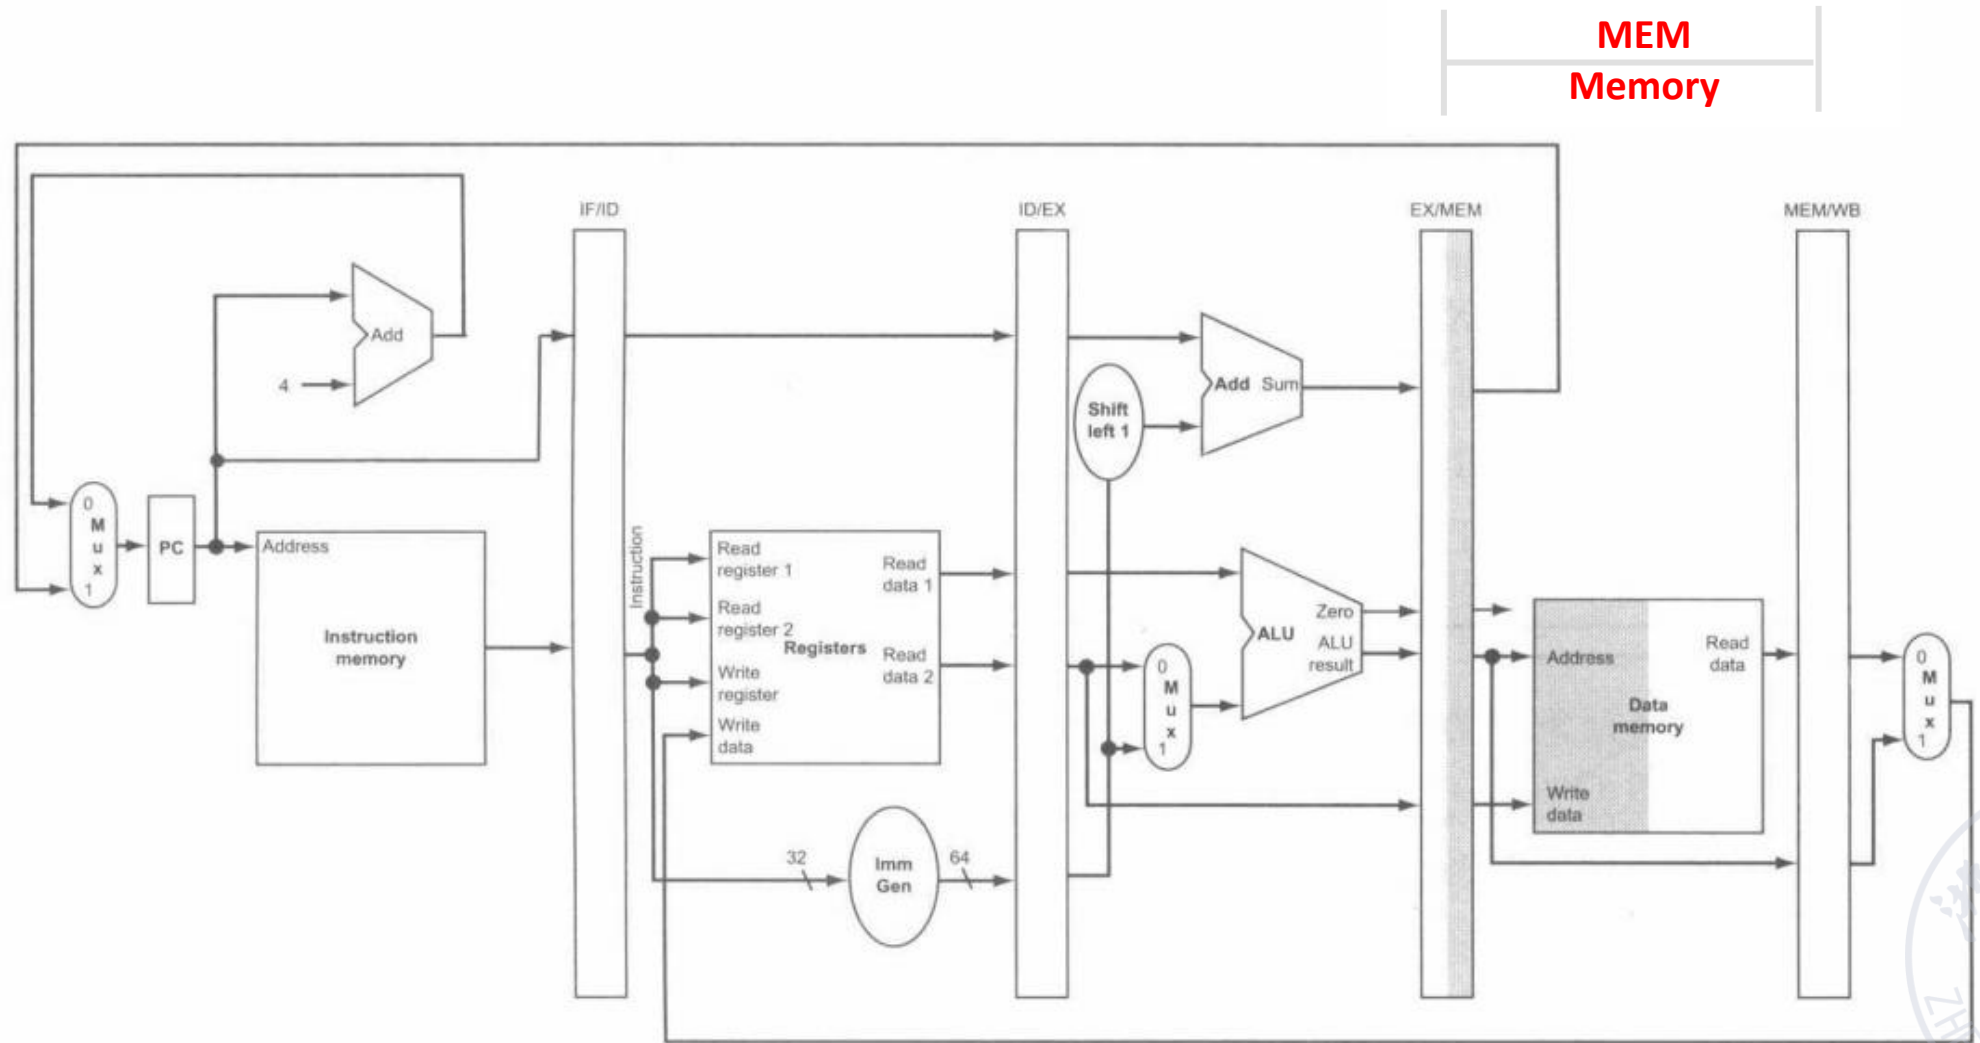 MEM
Memory
IF/ID
ID/EX
EX/MEM
MEM/WB
Add
4
Add Sum
Shift
left 1
0
M
u
x
1
PC
Address
Instruction
memory
Instruction
Read
register 1
Read
register 2
Write
register
Write
data
Registers
Read
data 1
Read
data 2
32
Imm
Gen
64
0
M
u
x
1
ALU
Zero
ALU
result
Address
Write
data
Data
memory
Read
data
0
M
u
x
1
ZH